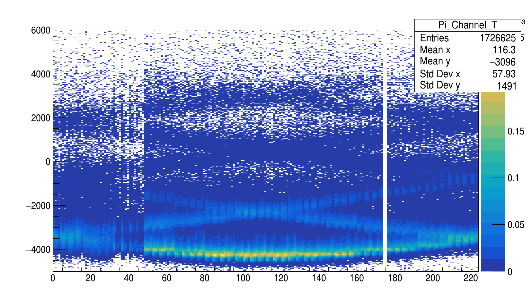 Pi_Channel_T
Entries 1726625
Mean x 116.3
Mean y −3096
Std Dev x 57.93
Std Dev y 1491
6000
4000
2000
0
−2000
−4000
0.15
0.1
0.05
0
0 20 40 60 80 100 120 140 160 180 200 220